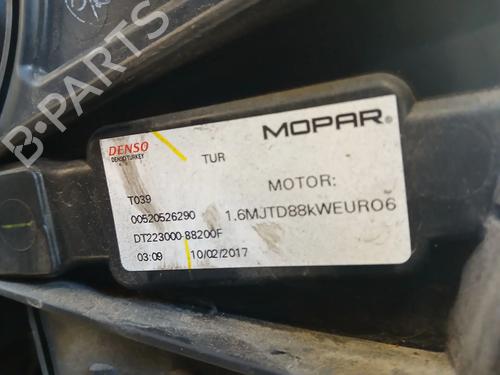 DENSO
DENSO TURKEY
TUR
MOPAR®
T039
MOTOR:
00520526290
1.6MJTD88kWEURO6
DT223000-88200F
03:09 10/02/2017
B-PARTS